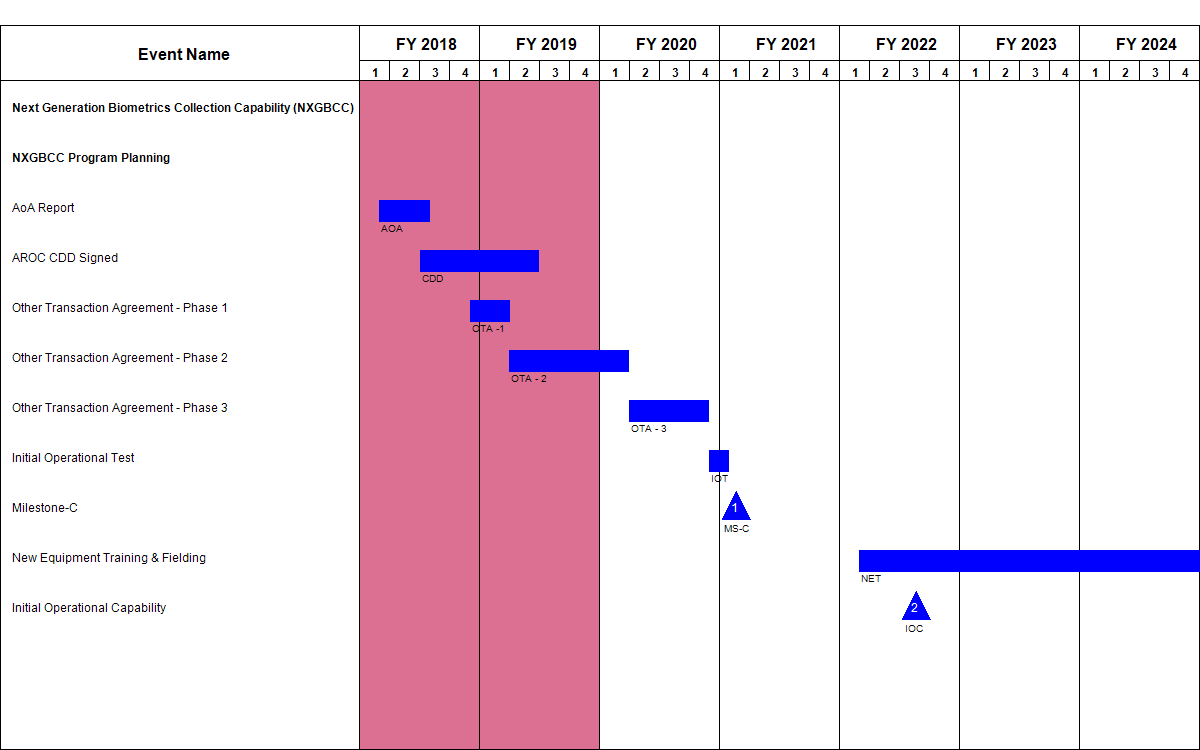 Event Name
FY 2018 FY 2019 FY 2020 FY 2021 FY 2022 FY 2023 FY 2024
1 2 3 4 1 2 3 4 1 2 3 4 1 2 3 4 1 2 3 4 1 2 3 4 1 2 3 4
Next Generation Biometrics Collection Capability (NXGBCC)
NXGBCC Program Planning
AoA Report
AOA
AROC CDD Signed
CDD
Other Transaction Agreement - Phase 1
OTA -1
Other Transaction Agreement - Phase 2
OTA - 2
Other Transaction Agreement - Phase 3
OTA - 3
Initial Operational Test
IOT
Milestone-C
1
MS-C
New Equipment Training & Fielding
NET
Initial Operational Capability
2
IOC